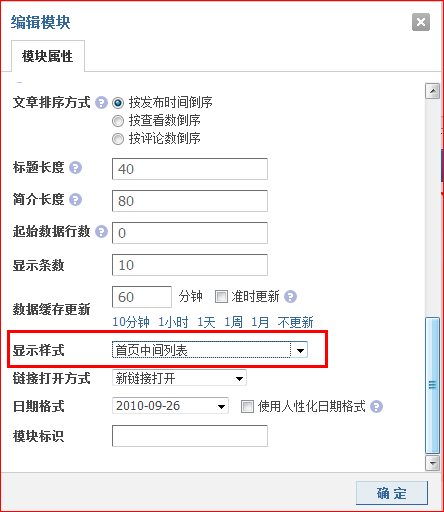 编辑模块
模块属性
文章排序方式 ? 按发布时间倒序
按查看数倒序
按评论数倒序
标题长度 ? 40
简介长度 ? 80
起始数据行数 ? 0
显示条数 10
数据缓存更新 60 分钟 准时更新 ?
10分钟 1小时 1天 1周 1月 不更新
显示样式 首页中间列表
链接打开方式 新链接打开
日期格式 2010-09-26 使用人性化日期格式 ?
模块标识
确 定